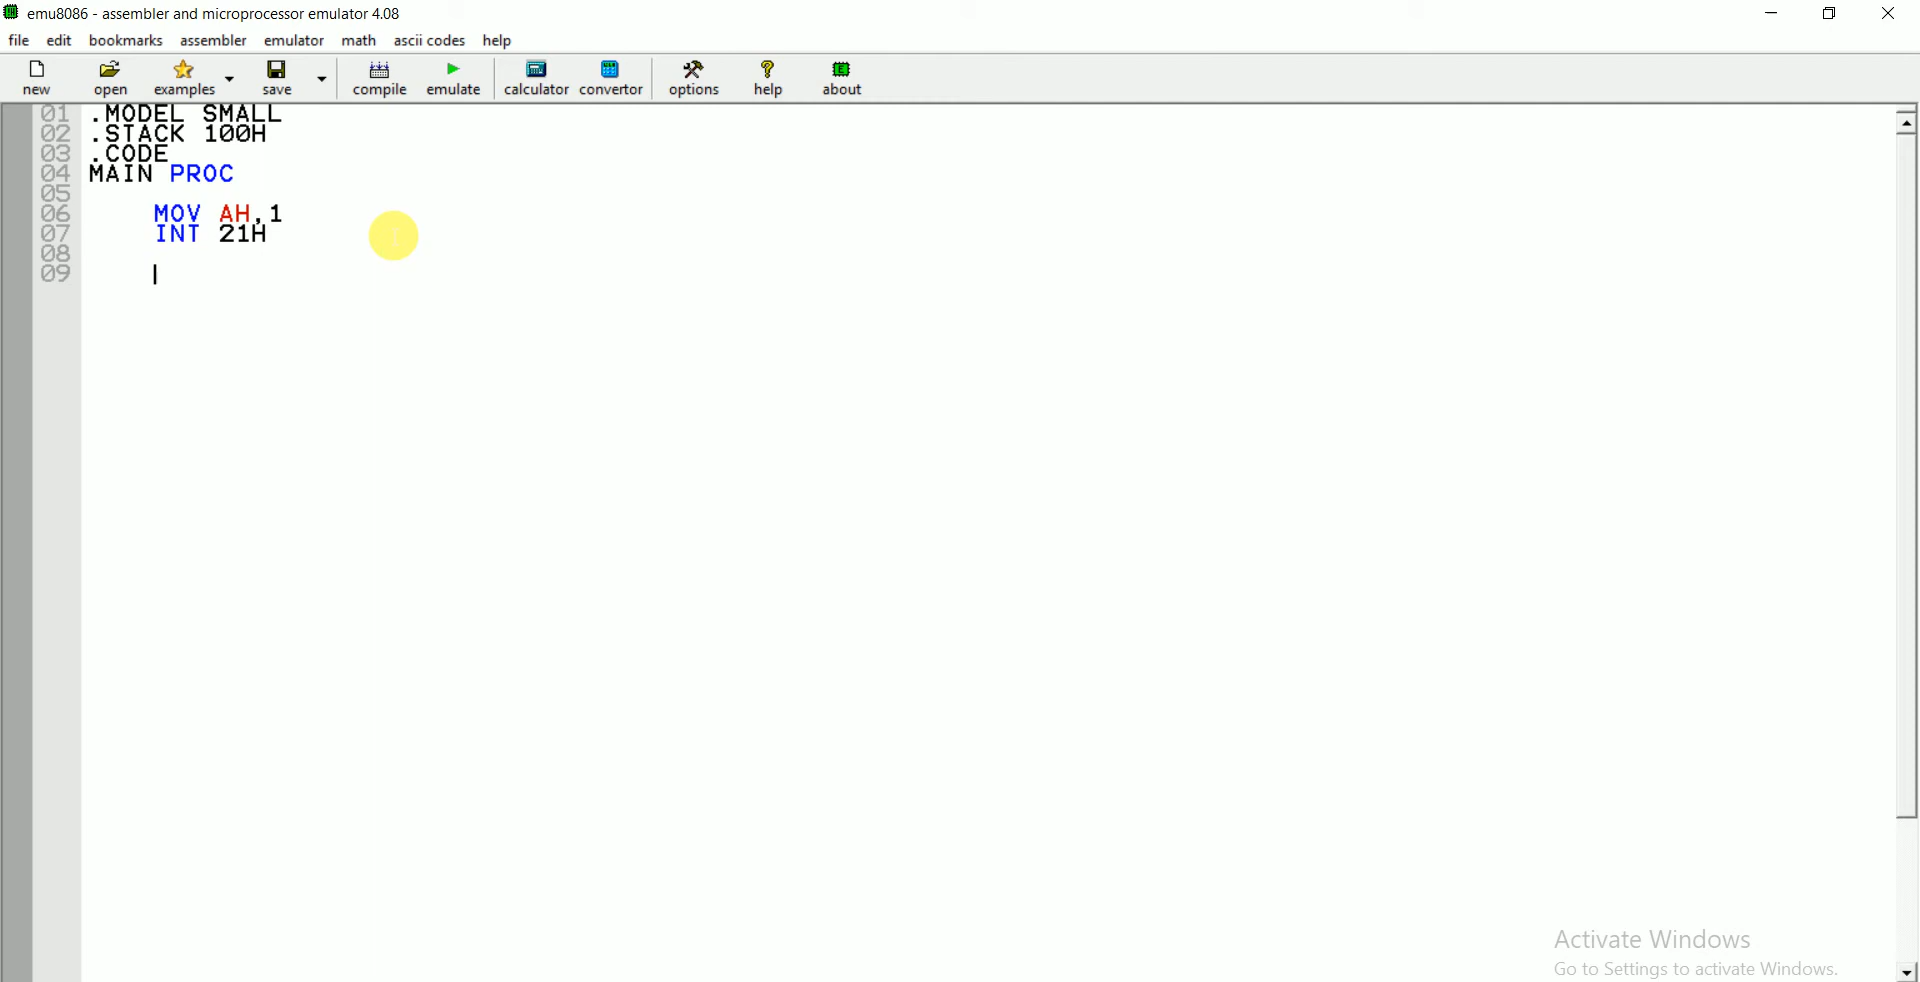 emu8086 - assembler and microprocessor emulator 4.08
file edit bookmarks assembler emulator math ascii codes help
new open examples save compile emulate calculator convertor options help about
01 .MODEL SMALL
02 .STACK 100H
03 .CODE
04 MAIN PROC
05
06 MOV AH,1
07 INT 21H
08
09
Activate Windows
Go to Settings to activate Windows.